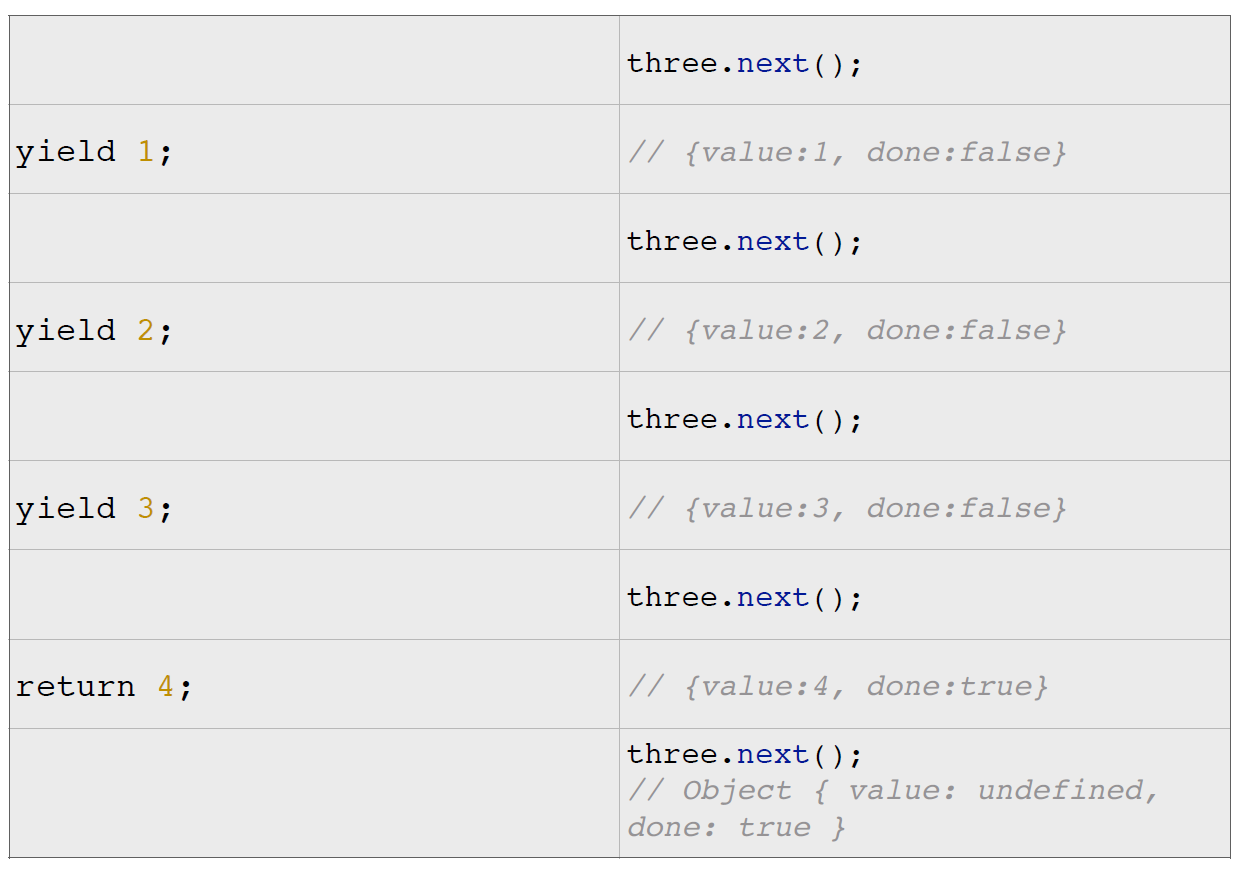 three.next();
yield 1;
// {value:1, done:false}
three.next();
yield 2;
// {value:2, done:false}
three.next();
yield 3;
// {value:3, done:false}
three.next();
return 4;
// {value:4, done:true}
three.next();
// Object { value: undefined,
done: true }